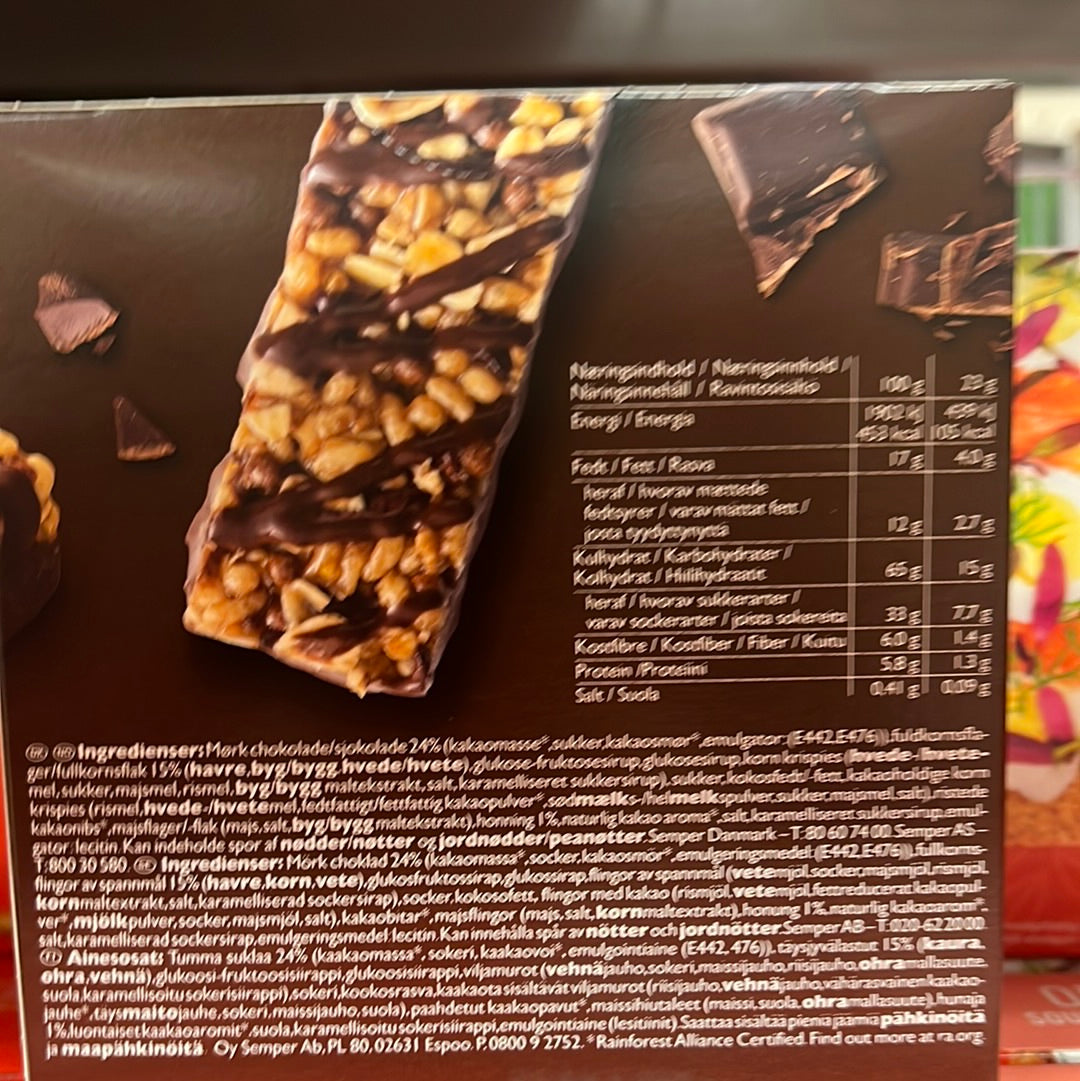 Næringsindhold / Næringsinnhold /
Näringsinnehåll / Ravintosisältö 100 g 23 g
Energi / Energia 1902 kJ 439 kJ
453 kcal 105 kcal
Fedt / Fett / Rasva 17 g 4.0 g
heraf / hvorav mættede
fedtsyrer / varav mättat fett /
josta tyydyttynyttä 12 g 2.7 g
Kulhydrat / Karbohydrater /
Kolhydrat / Hiilihydraatit 65 g 15 g
heraf / hvorav sukkerarter /
varav sockerarter / joista sokereita 33 g 7.7 g
Kostfibre / Kostfiber / Fiber / Kuitu 6.0 g 1.4 g
Protein /Proteiini 5.8 g 1.3 g
Salt / Suola 0.41 g 0.09 g
DK NO Ingredienser: Mørk chokolade/sjokolade 24% (kakaomasse*, sukker, kakaosmør*, emulgator: (E442, E476)), fuldkornsfla-
ger/fullkornsflak 15% (havre, byg/bygg, hvede/hvete), glukose-fruktosesirup, glukosesirup, korn krispies (hvede-/hvete-
mel, sukker, majsmel, rismel, byg/bygg maltekstrakt, salt, karamelliseret sukkersirup), sukker, kokosfedt/-fett, kakaoholdige korn
krispies (rismel, hvede-/hvetemel, fedtfattigt/fettfattig kakaopulver*, sødmælks-/helmelkspulver, sukker, majsmel, salt), ristede
kakaonibs*, majsflager/-flak (majs, salt, byg/bygg maltekstrakt), honning 1%, naturlig kakao aroma*, salt, karamelliseret sukkersirup, emul-
gator: lecitin. Kan indeholde spor af nødder/nøtter og jordnødder/peanøtter. Semper Danmark – T: 80 60 74 00. Semper AS –
T: 800 30 580. SE Ingredienser: Mörk choklad 24% (kakaomassa*, socker, kakaosmör*, emulgeringsmedel: (E442, E476)), fullkorns-
flingor av spannmål 15% (havre, korn, vete), glukosfruktossirap, glukossirap, flingor av spannmål (vetemjöl, socker, majsmjöl, rismjöl,
kornmaltextrakt, salt, karamelliserad sockersirap), socker, kokosofett, flingor med kakao (rismjöl, vetemjöl, fettreducerat kakaopul-
ver*, mjölkpulver, socker, majsmjöl, salt), kakaobitar*, majsflingor (majs, salt, kornmaltextrakt), honung 1%, naturlig kakaoarom*,
salt, karamelliserad sockersirap, emulgeringsmedel: lecitin. Kan innehålla spår av nötter och jordnötter. Semper AB – T: 020-62 20 00.
FI Ainesosat: Tumma suklaa 24% (kaakaomassa*, sokeri, kaakaovoi*, emulgointiaine (E442, 476)), täysjyvälastut 15% (kaura,
ohra, vehnä), glukoosi-fruktoosisiirappi, glukoosisiirappi, viljamurot (vehnäjauho, sokeri, maissijauho, riisijauho, ohramallasuute,
suola, karamellisoitu sokerisiirappi), sokeri, kookosrasva, kaakaota sisältävät viljamurot (riisijauho, vehnäjauho, vähärasvainen kaakao-
jauhe*, täysmaitojauhe, sokeri, maissijauho, suola), paahdetut kaakaopavut*, maissihiutaleet (maissi, suola, ohramallasuute), hunaja
1%, luontaiset kaakaoaromit*, suola, karamellisoitu sokerisiirappi, emulgointiaine (lesitiinit). Saattaa sisältää pieniä jäämiä pähkinöitä
ja maapähkinöitä. Oy Semper Ab, PL 80, 02631 Espoo. P. 0800 9 2752. *Rainforest Alliance Certified. Find out more at ra.org